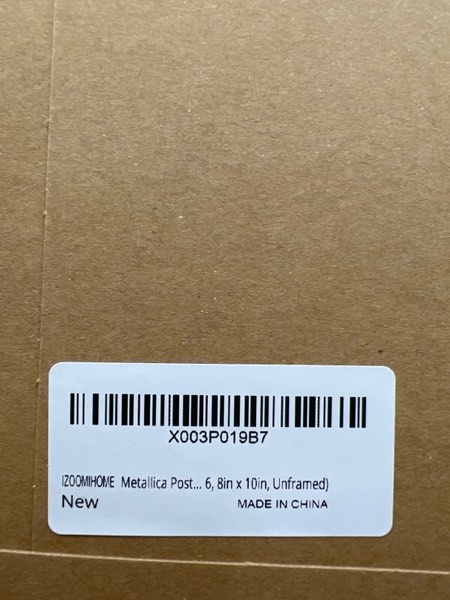 X003P019B7
IZOOMIHOME Metallica Post... 6, 8in x 10in, Unframed)
New MADE IN CHINA